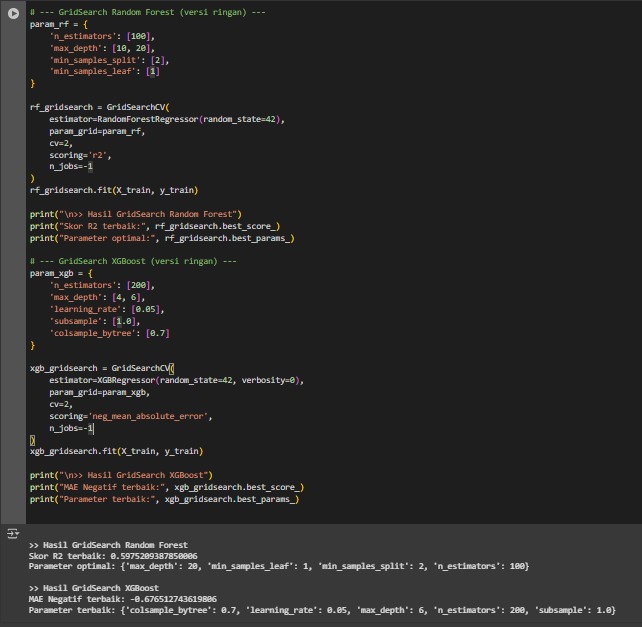 # --- GridSearch Random Forest (versi ringan) ---
param_rf = {
    'n_estimators': [100],
    'max_depth': [10, 20],
    'min_samples_split': [2],
    'min_samples_leaf': [1]
}
rf_gridsearch = GridSearchCV(
    estimator=RandomForestRegressor(random_state=42),
    param_grid=param_rf,
    cv=2,
    scoring='r2',
    n_jobs=-1
)
rf_gridsearch.fit(X_train, y_train)
print("\n>> Hasil GridSearch Random Forest")
print("Skor R2 terbaik:", rf_gridsearch.best_score_)
print("Parameter optimal:", rf_gridsearch.best_params_)
# --- GridSearch XGBoost (versi ringan) ---
param_xgb = {
    'n_estimators': [200],
    'max_depth': [4, 6],
    'learning_rate': [0.05],
    'subsample': [1.0],
    'colsample_bytree': [0.7]
}
xgb_gridsearch = GridSearchCV(
    estimator=XGBRegressor(random_state=42, verbosity=0),
    param_grid=param_xgb,
    cv=2,
    scoring='neg_mean_absolute_error',
    n_jobs=-1
)
xgb_gridsearch.fit(X_train, y_train)
print("\n>> Hasil GridSearch XGBoost")
print("MAE Negatif terbaik:", xgb_gridsearch.best_score_)
print("Parameter terbaik:", xgb_gridsearch.best_params_)
>> Hasil GridSearch Random Forest
Skor R2 terbaik: 0.5975209387850006
Parameter optimal: {'max_depth': 20, 'min_samples_leaf': 1, 'min_samples_split': 2, 'n_estimators': 100}
>> Hasil GridSearch XGBoost
MAE Negatif terbaik: -0.676512743619806
Parameter terbaik: {'colsample_bytree': 0.7, 'learning_rate': 0.05, 'max_depth': 6, 'n_estimators': 200, 'subsample': 1.0}